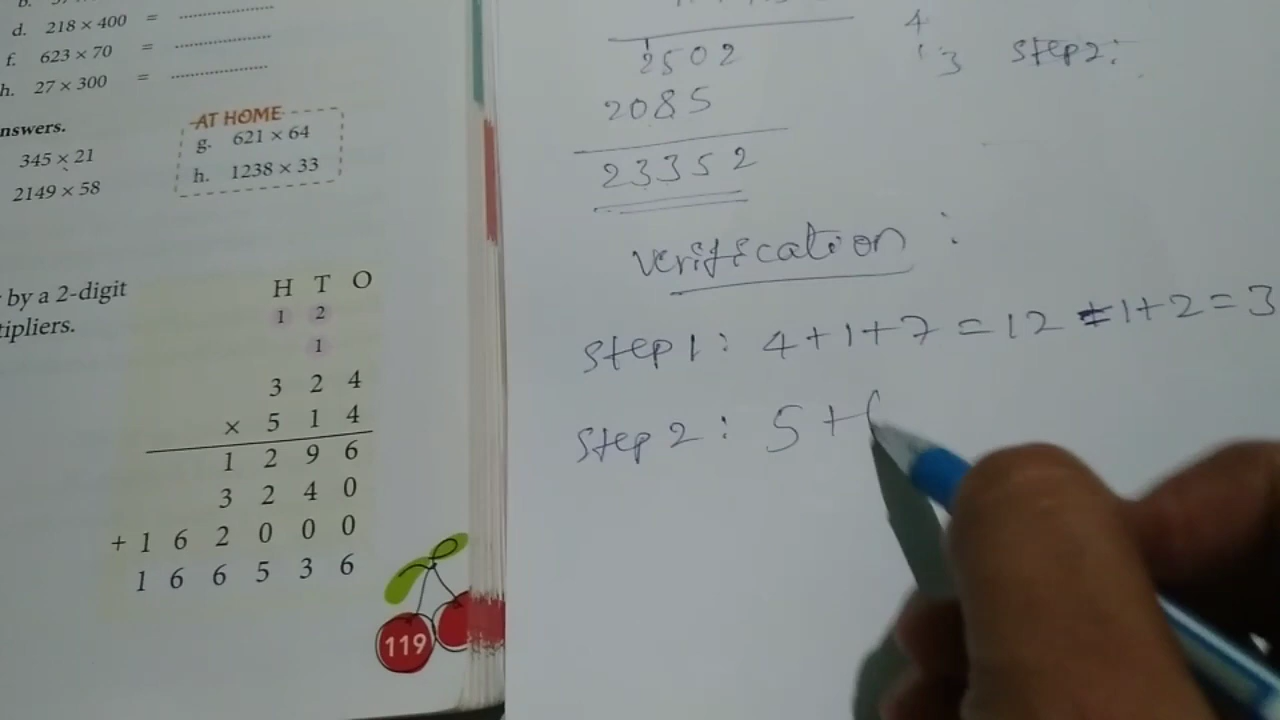 d. 218 × 400 = ................
f. 623 × 70 = ................
h. 27 × 300 = ................
nswers.
345 × 21
2149 × 58
AT HOME
g. 621 × 64
h. 1238 × 33
by a 2-digit
tipliers.
H T O
1 2
1
3 2 4
× 5 1 4
1 2 9 6
3 2 4 0
+ 1 6 2 0 0 0
1 6 6 5 3 6
119
2502
2085
23352
4
13 Step2:
Verification :
Step1: 4+1+7 = 12 = 1+2 = 3
Step2: 5+